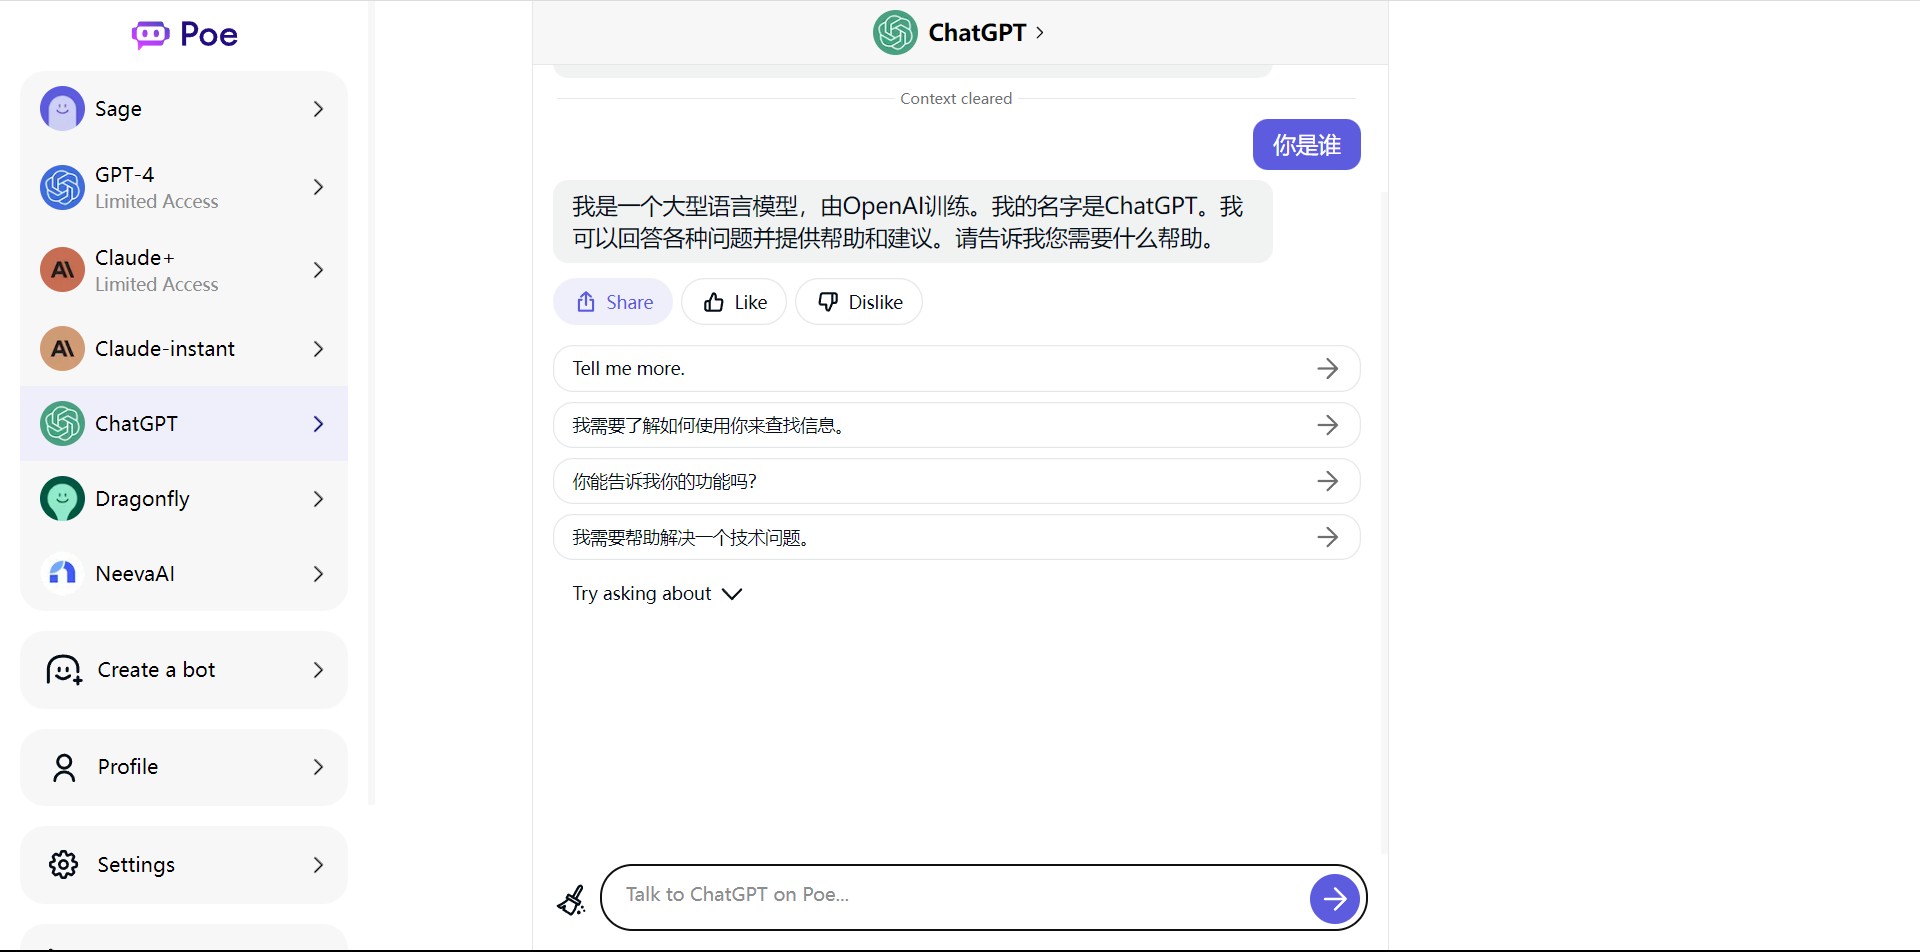 Poe
Sage
GPT-4
Limited Access
Claude+
Limited Access
Claude-instant
ChatGPT
Dragonfly
NeevaAI
Create a bot
Profile
Settings
ChatGPT
Context cleared
你是谁
我是一个大型语言模型，由OpenAI训练。我的名字是ChatGPT。我
可以回答各种问题并提供帮助和建议。请告诉我您需要什么帮助。
Share
Like
Dislike
Tell me more.
我需要了解如何使用你来查找信息。
你能告诉我你的功能吗?
我需要帮助解决一个技术问题。
Try asking about
Talk to ChatGPT on Poe...